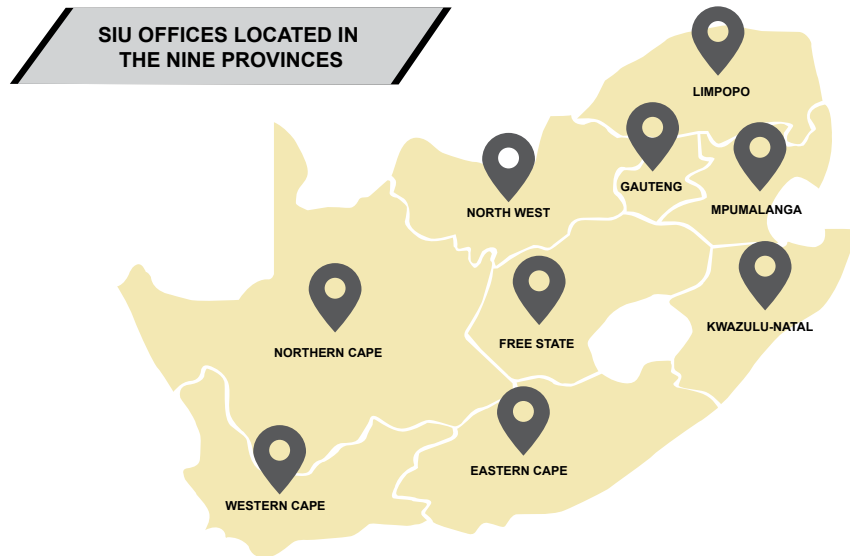 SIU OFFICES LOCATED IN
THE NINE PROVINCES
LIMPOPO
GAUTENG
MPUMALANGA
NORTH WEST
KWAZULU-NATAL
FREE STATE
NORTHERN CAPE
EASTERN CAPE
WESTERN CAPE